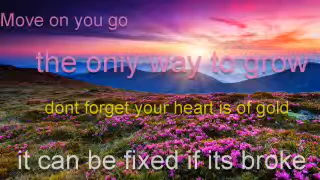 Move on you go
the only way to grow
dont forget your heart is of gold
it can be fixed if its broke